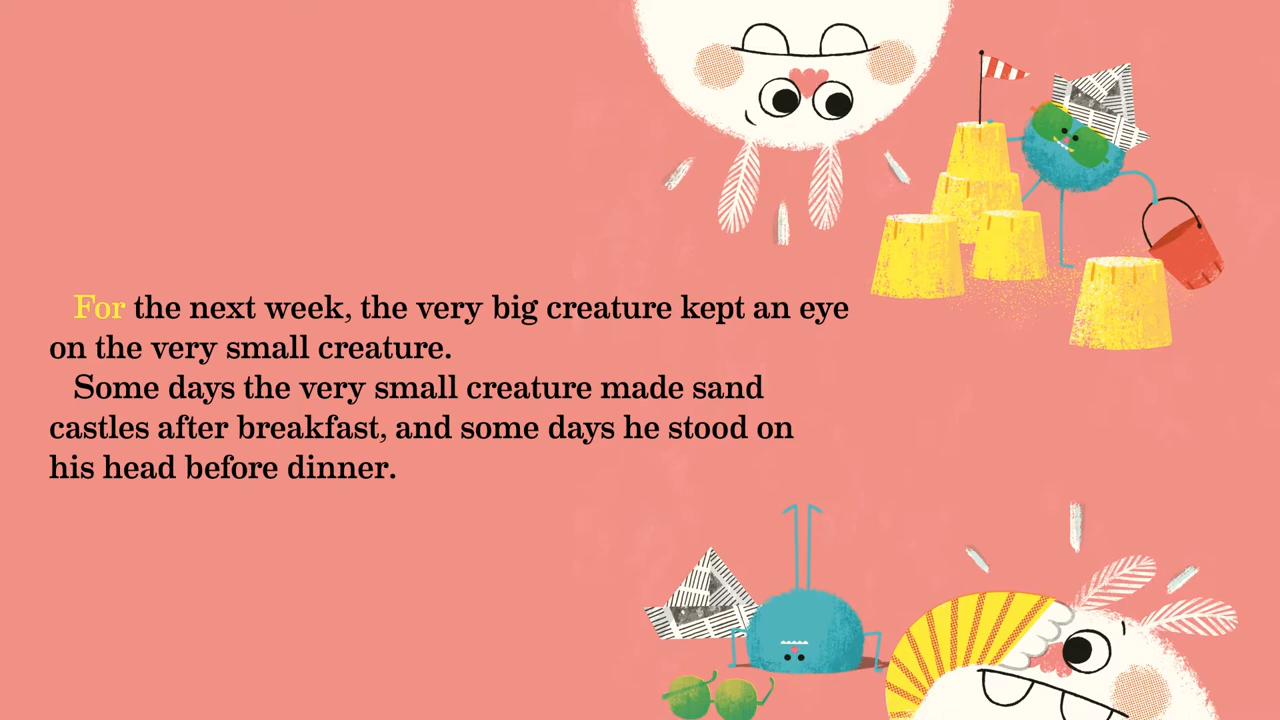 For the next week, the very big creature kept an eye
on the very small creature.
Some days the very small creature made sand
castles after breakfast, and some days he stood on
his head before dinner.